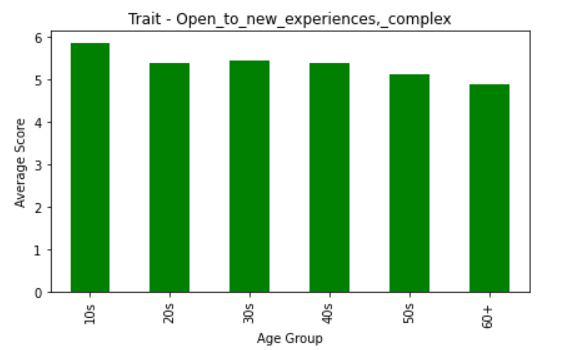 Trait - Open_to_new_experiences,_complex
6
5
4
3
2
1
0
Average Score
10s
20s
30s
40s
50s
60+
Age Group